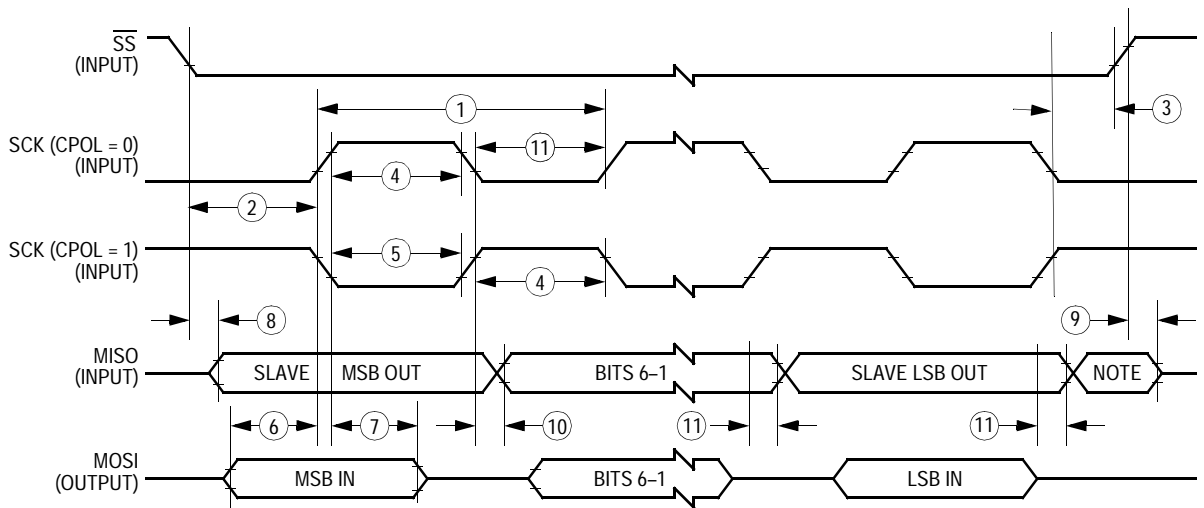 SS
(INPUT)
1
3
SCK (CPOL = 0)
(INPUT)
11
4
2
SCK (CPOL = 1)
(INPUT)
5
4
8
9
MISO
(INPUT)
SLAVE MSB OUT
BITS 6–1
SLAVE LSB OUT
NOTE
6
7
10
11
11
MOSI
(OUTPUT)
MSB IN
BITS 6–1
LSB IN